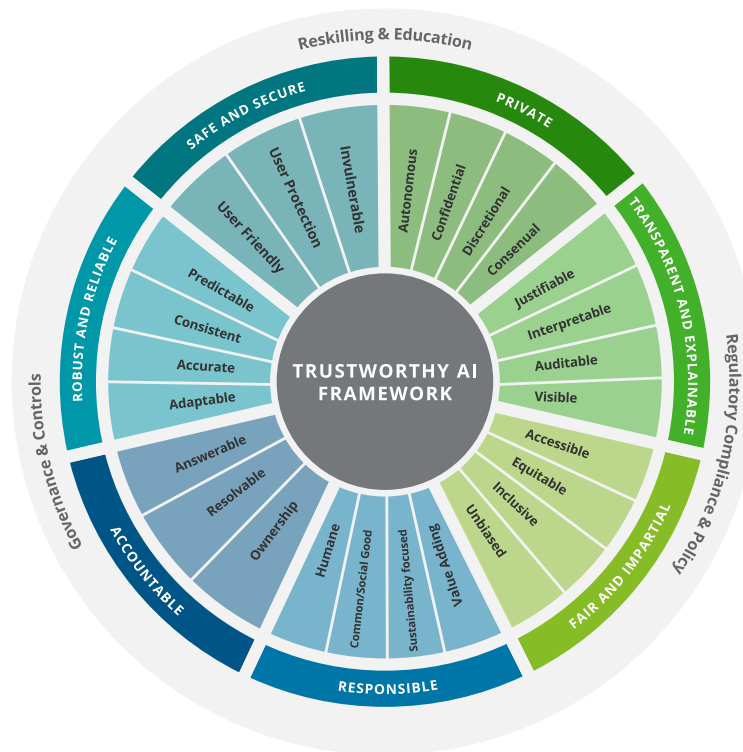 Reskilling & Education
PRIVATE
Autonomous
Confidential
Discretional
Consenual
TRANSPARENT AND EXPLAINABLE
Justifiable
Interpretable
Auditable
Visible
Regulatory Compliance & Policy
FAIR AND IMPARTIAL
Accessible
Equitable
Inclusive
Unbiased
RESPONSIBLE
Value Adding
Sustainability focused
Common/Social Good
Humane
ACCOUNTABLE
Ownership
Resolvable
Answerable
Governance & Controls
ROBUST AND RELIABLE
Adaptable
Accurate
Consistent
Predictable
SAFE AND SECURE
User Friendly
User Protection
Invulnerable
TRUSTWORTHY AI
FRAMEWORK